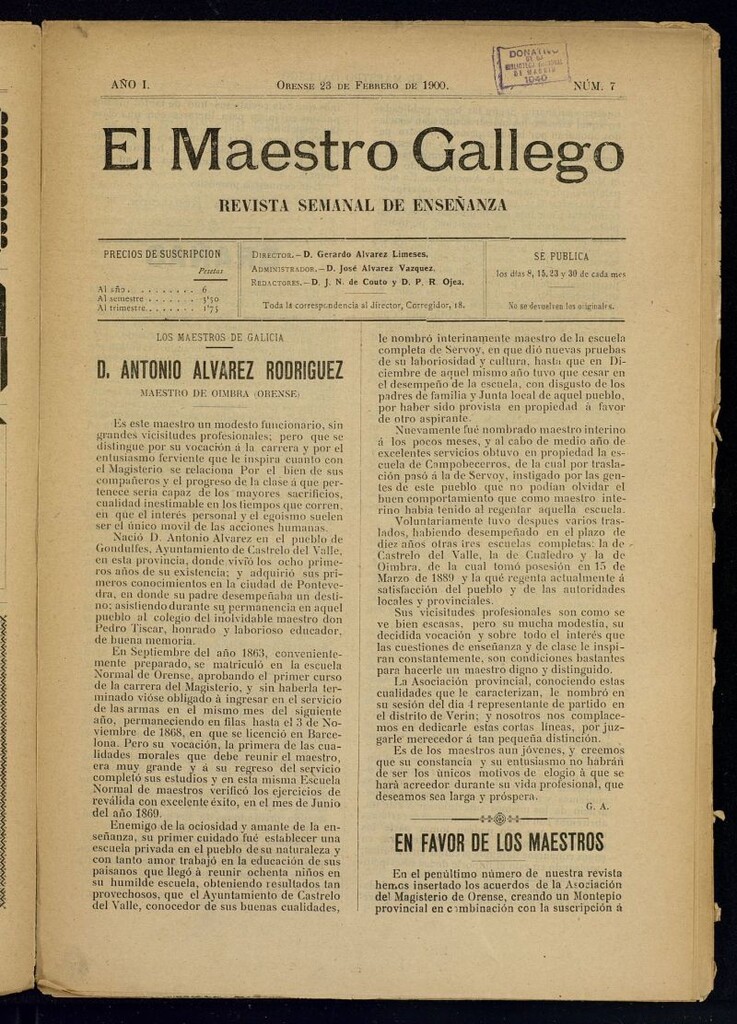 AÑO I.
ORENSE 23 DE FEBRERO DE 1900.
NÚM. 7
DONATIVO
DE LA
BIBLIOTECA NACIONAL
DE MADRID
1940
El Maestro Gallego
REVISTA SEMANAL DE ENSEÑANZA
PRECIOS DE SUSCRIPCION
Pesetas
Al año. . . . . . . . . 6
Al semestre . . . . . . . 3'50
Al trimestre. . . . . . . 1'75
DIRECTOR.—D. Gerardo Alvarez Limeses.
ADMINISTRADOR.—D. José Alvarez Vazquez.
REDACTORES.—D. J. N. de Couto y D. P. R. Ojea.
Toda la correspondencia al director, Corregidor, 18.
SE PUBLICA
los días 8, 15, 23 y 30 de cada mes
No se devuelven los originales.
LOS MAESTROS DE GALICIA
D. ANTONIO ALVAREZ RODRIGUEZ
MAESTRO DE OIMBRA (ORENSE)
Es este maestro un modesto funcionario, sin
grandes vicisitudes profesionales; pero que se
distingue por su vocación á la carrera y por el
entusiasmo ferviente que le inspira cuanto con
el Magisterio se relaciona Por el bien de sus
compañeros y el progreso de la clase á que per-
tenece sería capaz de los mayores sacrificios,
cualidad inestimable en los tiempos que corren,
en que el interés personal y el egoismo suelen
ser el único movil de las acciones humanas.
Nació D. Antonio Alvarez en el pueblo de
Gondulfes, Ayuntamiento de Castrelo del Valle,
en esta provincia, donde vivió los ocho prime-
ros años de su existencia; y adquirió sus pri-
meros conocimientos en la ciudad de Ponteve-
dra, en donde su padre desempeñaba un desti-
no; asistiendo durante su permanencia en aquel
pueblo al colegio del inolvidable maestro don
Pedro Tiscar, honrado y laborioso educador,
de buena memoria.
En Septiembre del año 1863, conveniente-
mente preparado, se matriculó en la escuela
Normal de Orense, aprobando el primer curso
de la carrera del Magisterio, y sin haberla ter-
minado vióse obligado á ingresar en el servicio
de las armas en el mismo mes del siguiente
año, permaneciendo en filas hasta el 3 de No-
viembre de 1868, en que se licenció en Barce-
lona. Pero su vocación, la primera de las cua-
lidades morales que debe reunir el maestro,
era muy grande y á su regreso del servicio
completó sus estudios y en esta misma Escuela
Normal de maestros verificó los ejercicios de
reválida con excelente éxito, en el mes de Junio
del año 1869.
Enemigo de la ociosidad y amante de la en-
señanza, su primer cuidado fué establecer una
escuela privada en el pueblo de su naturaleza y
con tanto amor trabajó en la educación de sus
paisanos que llegó á reunir ochenta niños en
su humilde escuela, obteniendo resultados tan
provechosos, que el Ayuntamiento de Castrelo
del Valle, conocedor de sus buenas cualidades,
le nombró interinamente maestro de la escuela
completa de Servoy, en que dió nuevas pruebas
de su laboriosidad y cultura, hasta que en Di-
ciembre de aquel mismo año tuvo que cesar en
el desempeño de la escuela, con disgusto de los
padres de familia y Junta local de aquel pueblo,
por haber sido provista en propiedad á favor
de otro aspirante.
Nuevamente fué nombrado maestro interino
á los pocos meses, y al cabo de medio año de
excelentes servicios obtuvo en propiedad la es-
cuela de Campobecerros, de la cual por trasla-
ción pasó á la de Servoy, instigado por las gen-
tes de este pueblo que no podían olvidar el
buen comportamiento que como maestro inte-
rino había tenido al regentar aquella escuela.
Voluntariamente tuvo despues varios tras-
lados, habiendo desempeñado en el plazo de
diez años otras tres escuelas completas: la de
Castrelo del Valle, la de Cualedro y la de
Oimbra, de la cual tomó posesión en 15 de
Marzo de 1889 y la qué regenta actualmente á
satisfacción del pueblo y de las autoridades
locales y provinciales.
Sus vicisitudes profesionales son como se
ve bien escasas, pero su mucha modestia, su
decidida vocación y sobre todo el interés que
las cuestiones de enseñanza y de clase le inspi-
ran constantemente, son condiciones bastantes
para hacerle un maestro digno y distinguido.
La Asociación provincial, conociendo estas
cualidades que le caracterizan, le nombró en
su sesión del dia 4 representante de partido en
el distrito de Verin; y nosotros nos complace-
mos en dedicarle estas cortas líneas, por juz-
garle merecedor á tan pequeña distinción.
Es de los maestros aun jóvenes, y creemos
que su constancia y su entusiasmo no habrán
de ser los únicos motivos de elogio á que se
hará acreedor durante su vida profesional, que
deseamos sea larga y próspera.
G. A.
EN FAVOR DE LOS MAESTROS
En el penúltimo número de nuestra revista
hemos insertado los acuerdos de la Asociación
del Magisterio de Orense, creando un Montepio
provincial en combinación con la suscripción á